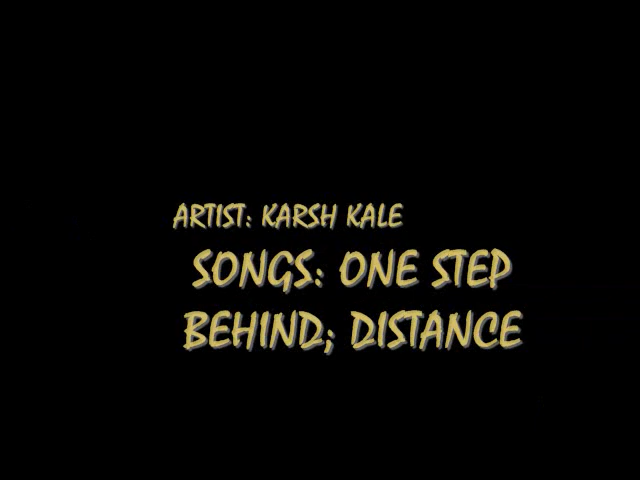 ARTIST: KARSH KALE
SONGS: ONE STEP
BEHIND; DISTANCE